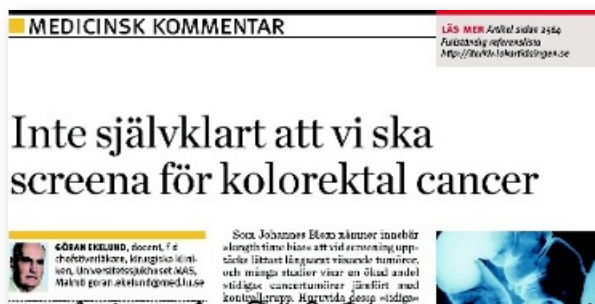 MEDICINSK KOMMENTAR
LÄS MER Artikel sidan 2564
Fullständig referenslista
http://ltarkiv.lakartidningen.se
Inte självklart att vi ska
screena för kolorektal cancer
GÖRAN EKELUND, docent, f d
chefsöverläkare, kirurgiska klini-
ken, Universitetssjukhuset MAS,
Malmö goran.ekelund@med.lu.se
Som Johannes Blom nämner innebär
»length time bias« att vid screening upp-
täcks lättast långsamt växande tumörer,
och många studier visar en ökad andel
»tidiga« cancertumörer jämfört med
kontrollgrupp. Huruvida dessa »tidiga«